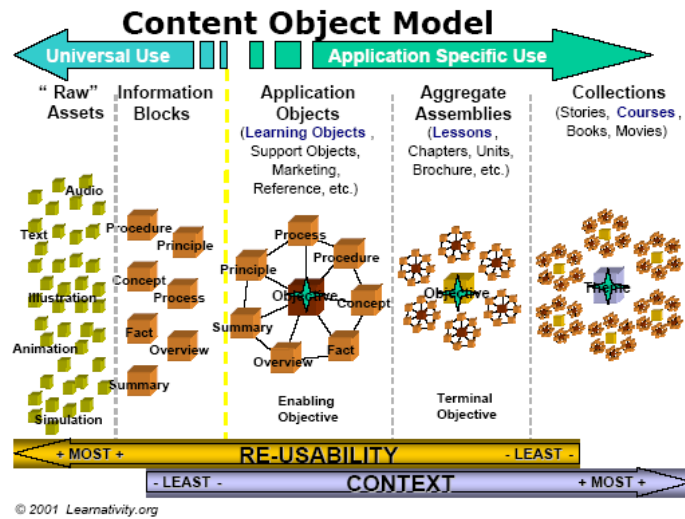 Content Object Model
Universal Use
Application Specific Use
“ Raw”
Assets
Information
Blocks
Application
Objects
(Learning Objects ,
Support Objects,
Marketing,
Reference, etc.)
Aggregate
Assemblies
(Lessons ,
Chapters, Units,
Brochure, etc.)
Collections
(Stories, Courses ,
Books, Movies)
Audio
Text
Illustration
Animation
Simulation
Procedure
Principle
Concept
Process
Fact
Overview
Summary
Process
Procedure
Principle
Objective
Concept
Summary
Fact
Overview
Enabling
Objective
Objective
Terminal
Objective
Theme
+ MOST +
RE-USABILITY
- LEAST -
- LEAST -
CONTEXT
+ MOST +
© 2001 Learnativity.org